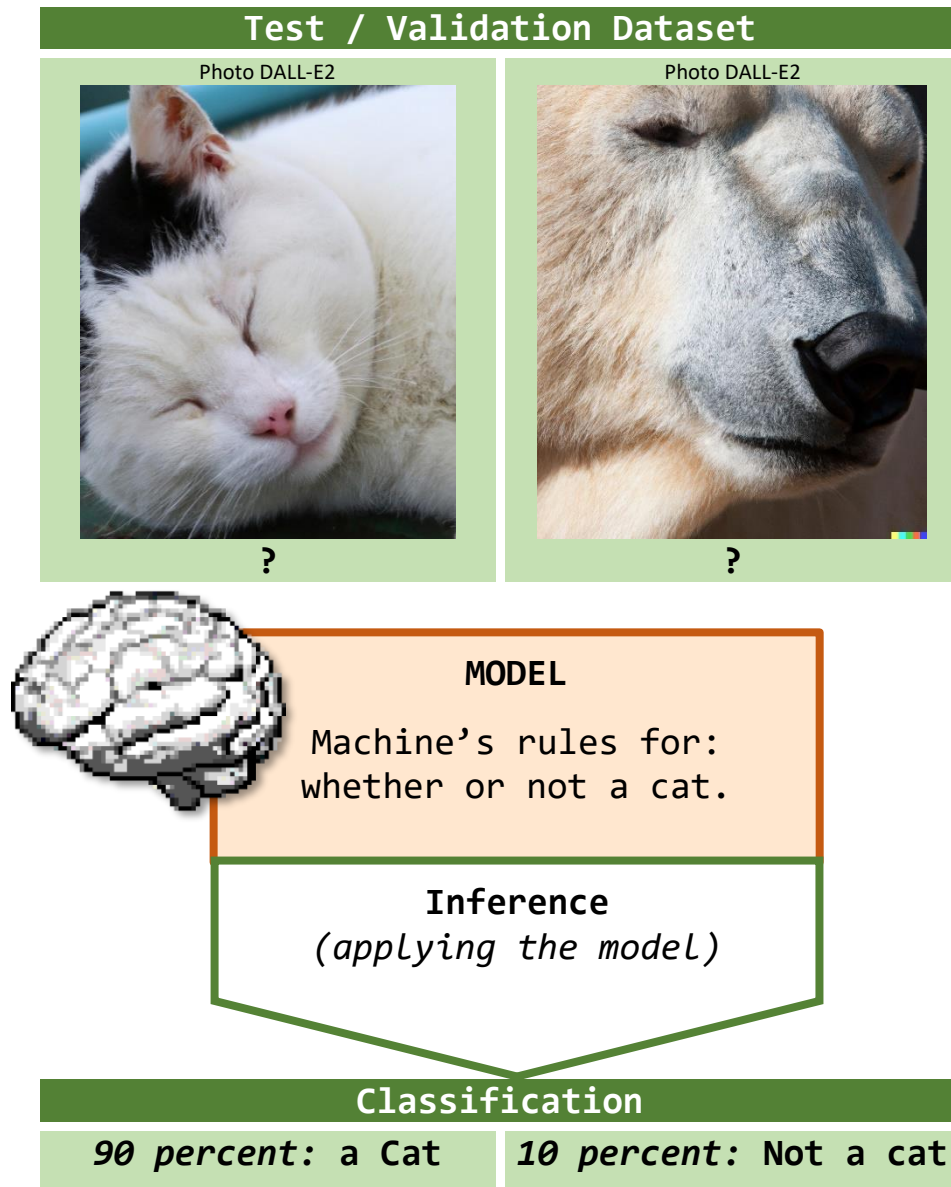 Test / Validation Dataset
Photo DALL-E2
Photo DALL-E2
?
?
MODEL
Machine’s rules for:
whether or not a cat.
Inference
(applying the model)
Classification
90 percent: a Cat
10 percent: Not a cat